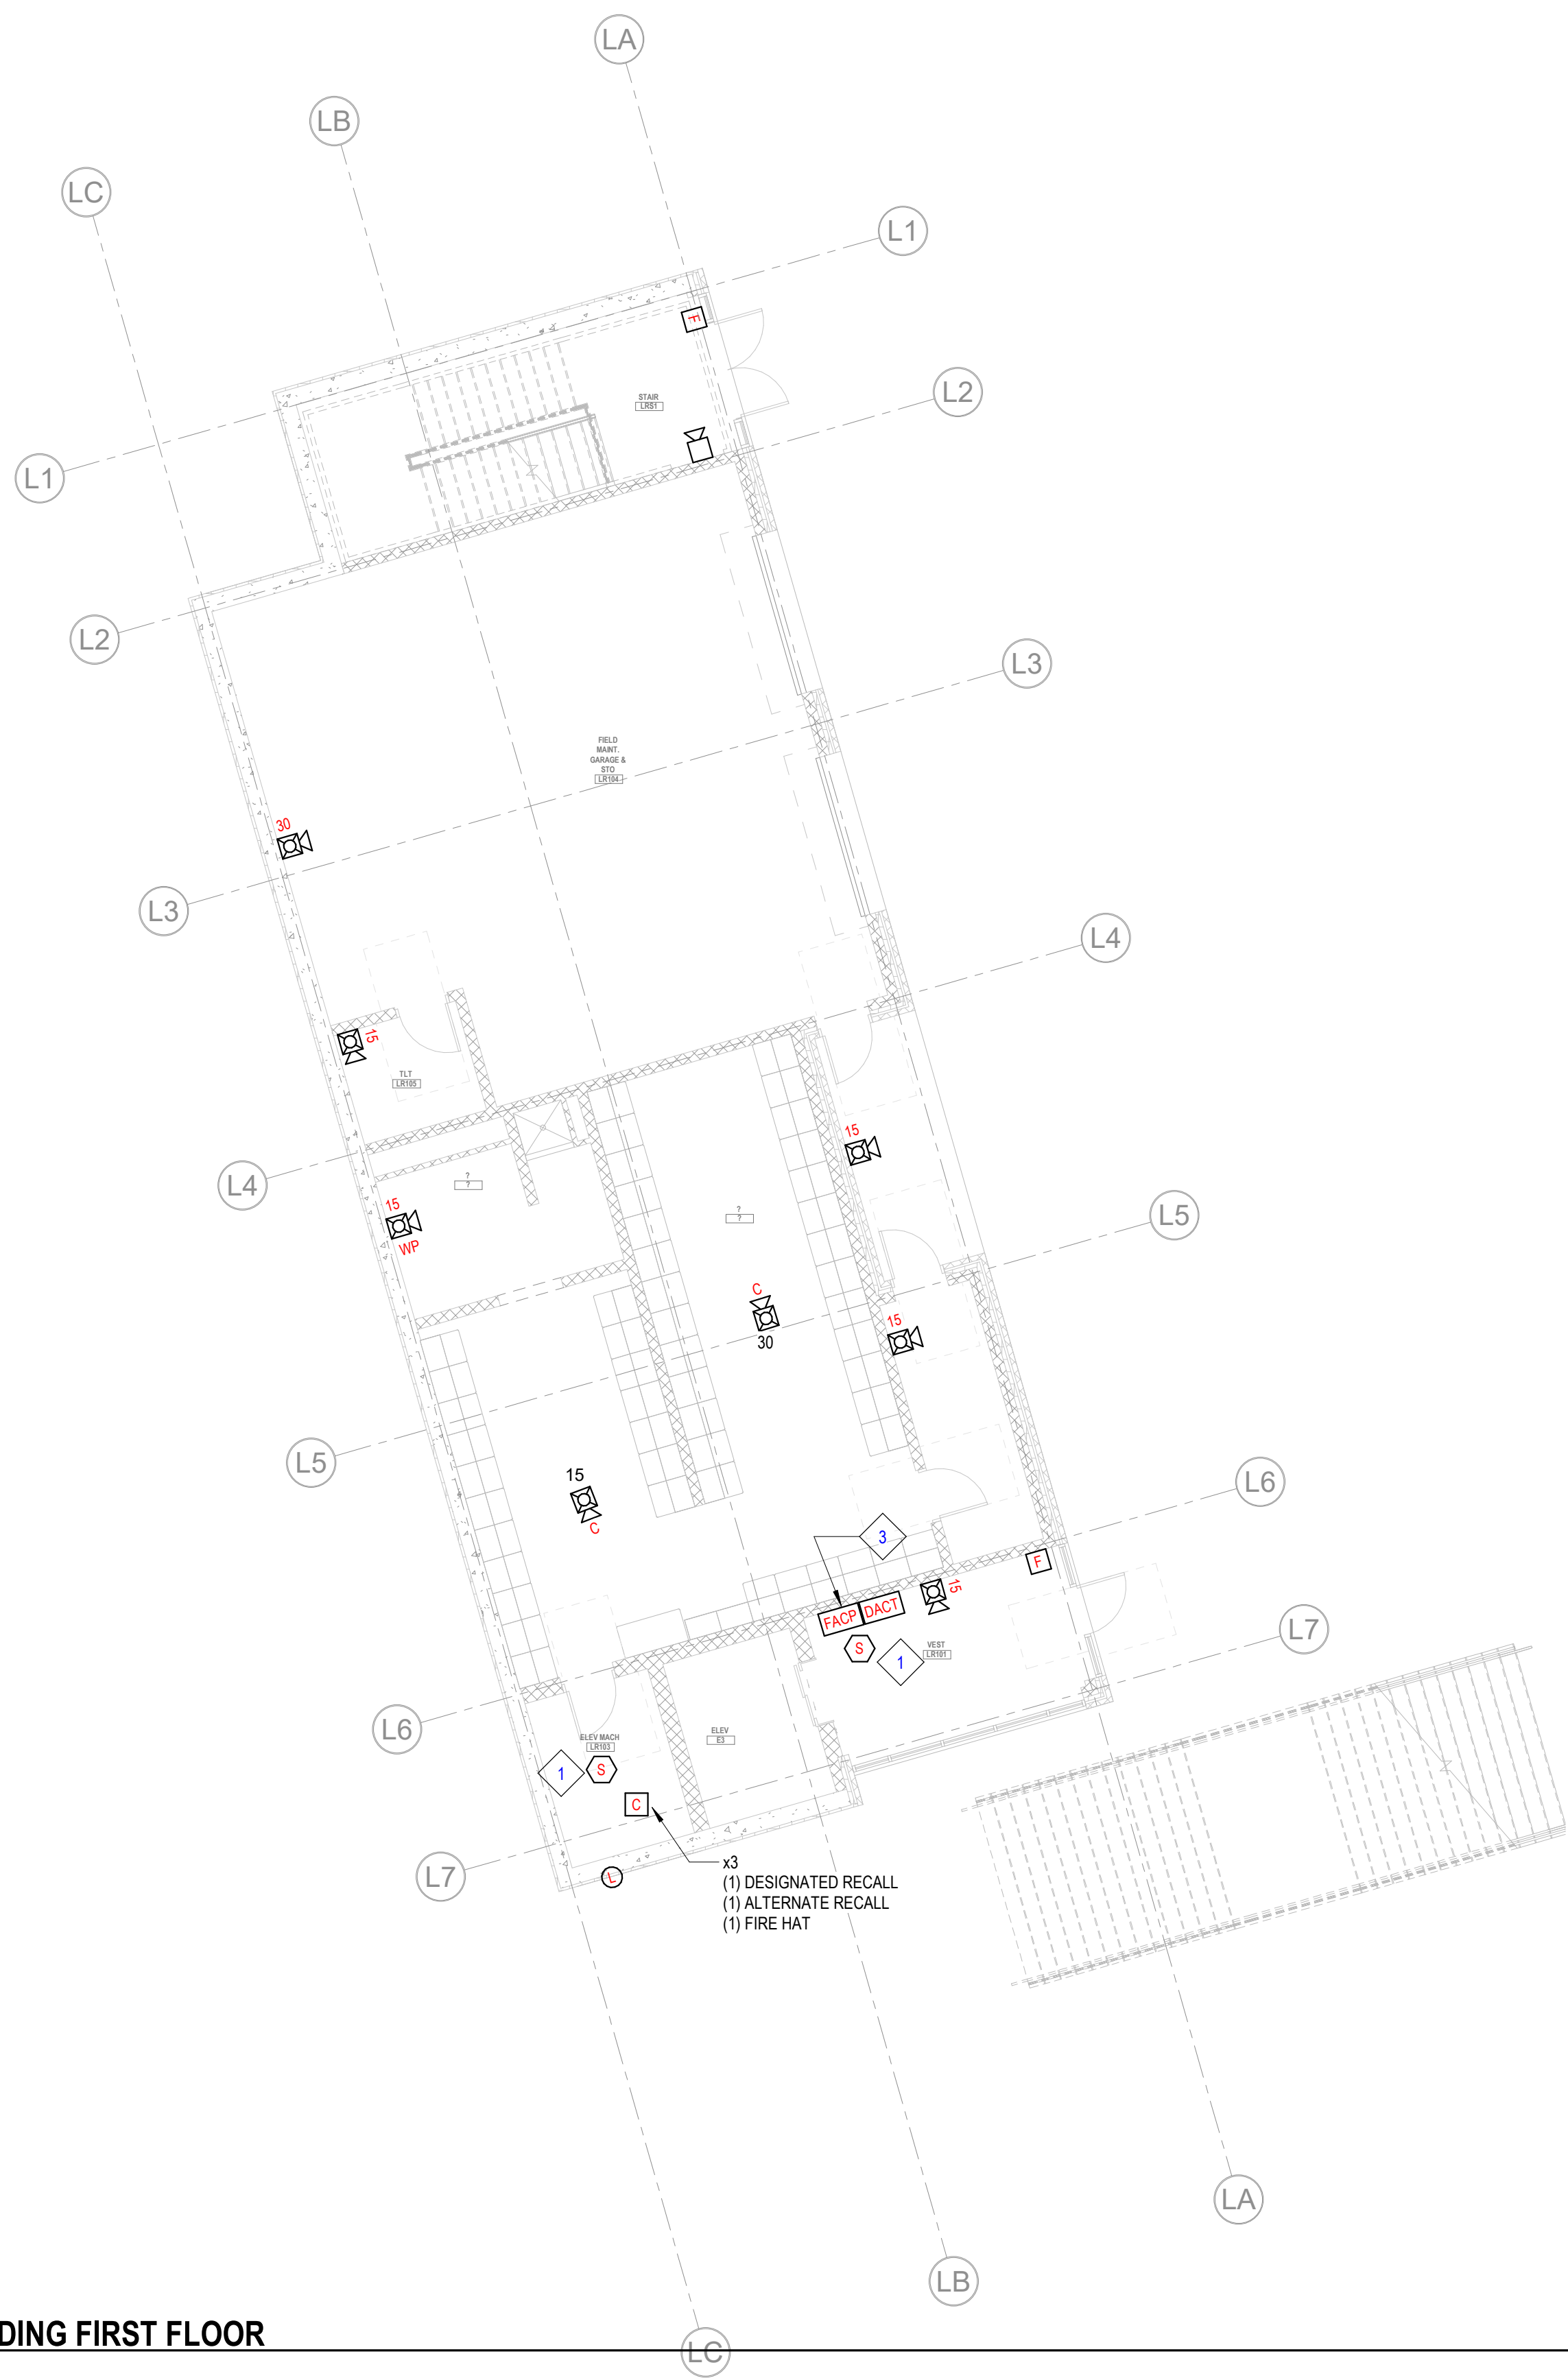 LA
LB
LC
L1
F
L2
STAIR
LRS1
L1
L2
L3
FIELD
MAINT.
GARAGE &
STO
LR104
30
L3
L4
15
TLT
LR105
15
L4
?
?
15
WP
?
?
L5
C
30
15
L5
15
C
L6
3
F
15
FACP
DACT
S
1
VEST
LR101
L7
L6
ELEV
E3
ELEV MACH
LR103
1
S
C
L7
L
x3
(1) DESIGNATED RECALL
(1) ALTERNATE RECALL
(1) FIRE HAT
LA
LB
DING FIRST FLOOR
LC